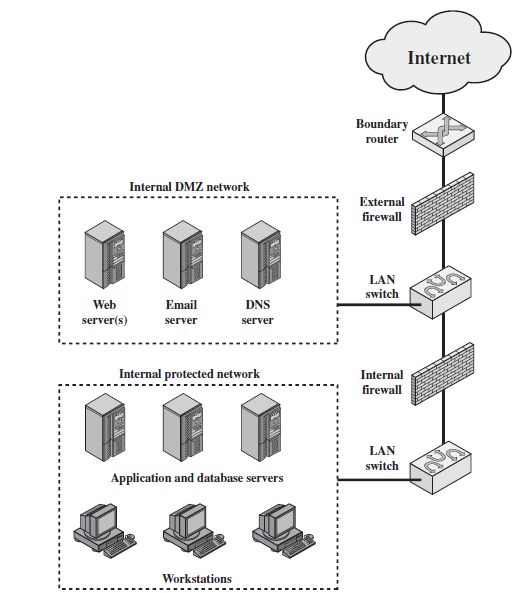 Internet
Boundary
router
Internal DMZ network
External
firewall
Web
server(s)
Email
server
DNS
server
LAN
switch
Internal protected network
Internal
firewall
Application and database servers
LAN
switch
Workstations